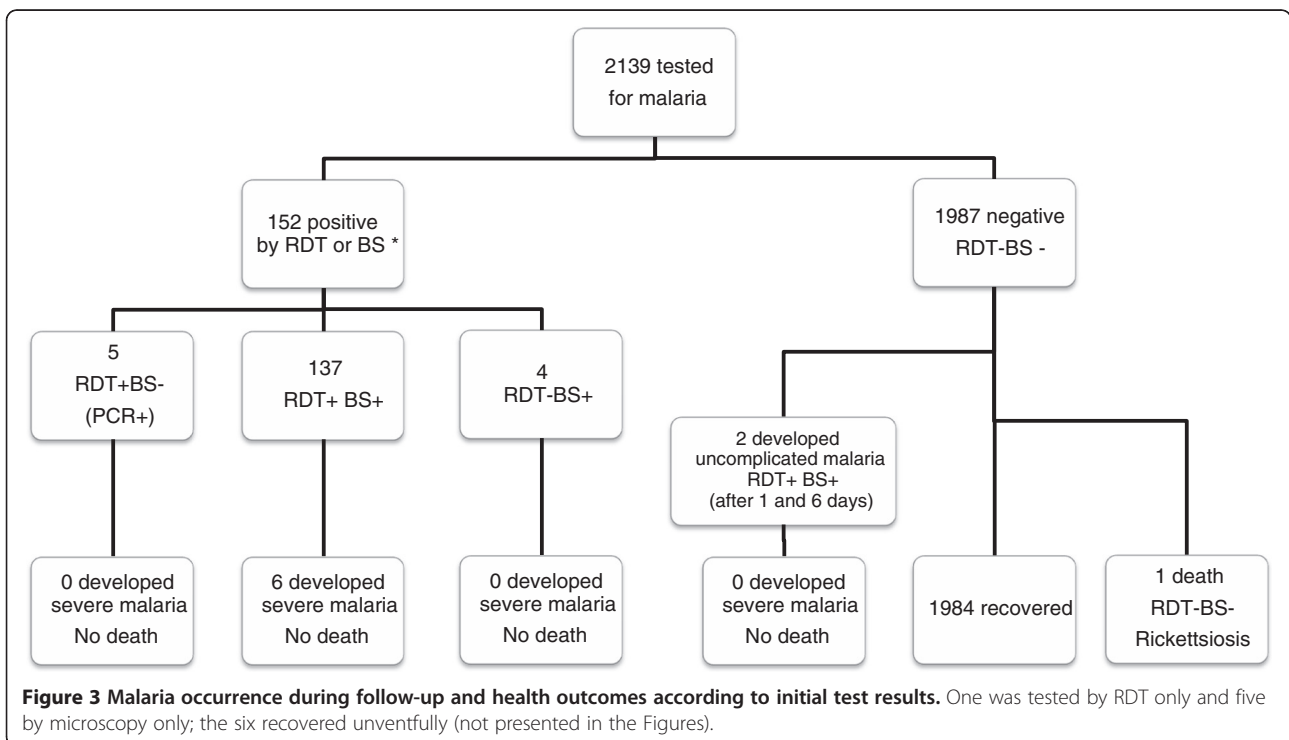 2139 tested
for malaria
152 positive
by RDT or BS *
1987 negative
RDT-BS -
5
RDT+BS-
(PCR+)
137
RDT+ BS+
4
RDT-BS+
2 developed
uncomplicated malaria
RDT+ BS+
(after 1 and 6 days)
0 developed
severe malaria
No death
6 developed
severe malaria
No death
0 developed
severe malaria
No death
0 developed
severe malaria
No death
1984 recovered
1 death
RDT-BS-
Rickettsiosis
Figure 3 Malaria occurrence during follow-up and health outcomes according to initial test results. One was tested by RDT only and five
by microscopy only; the six recovered unventfully (not presented in the Figures).